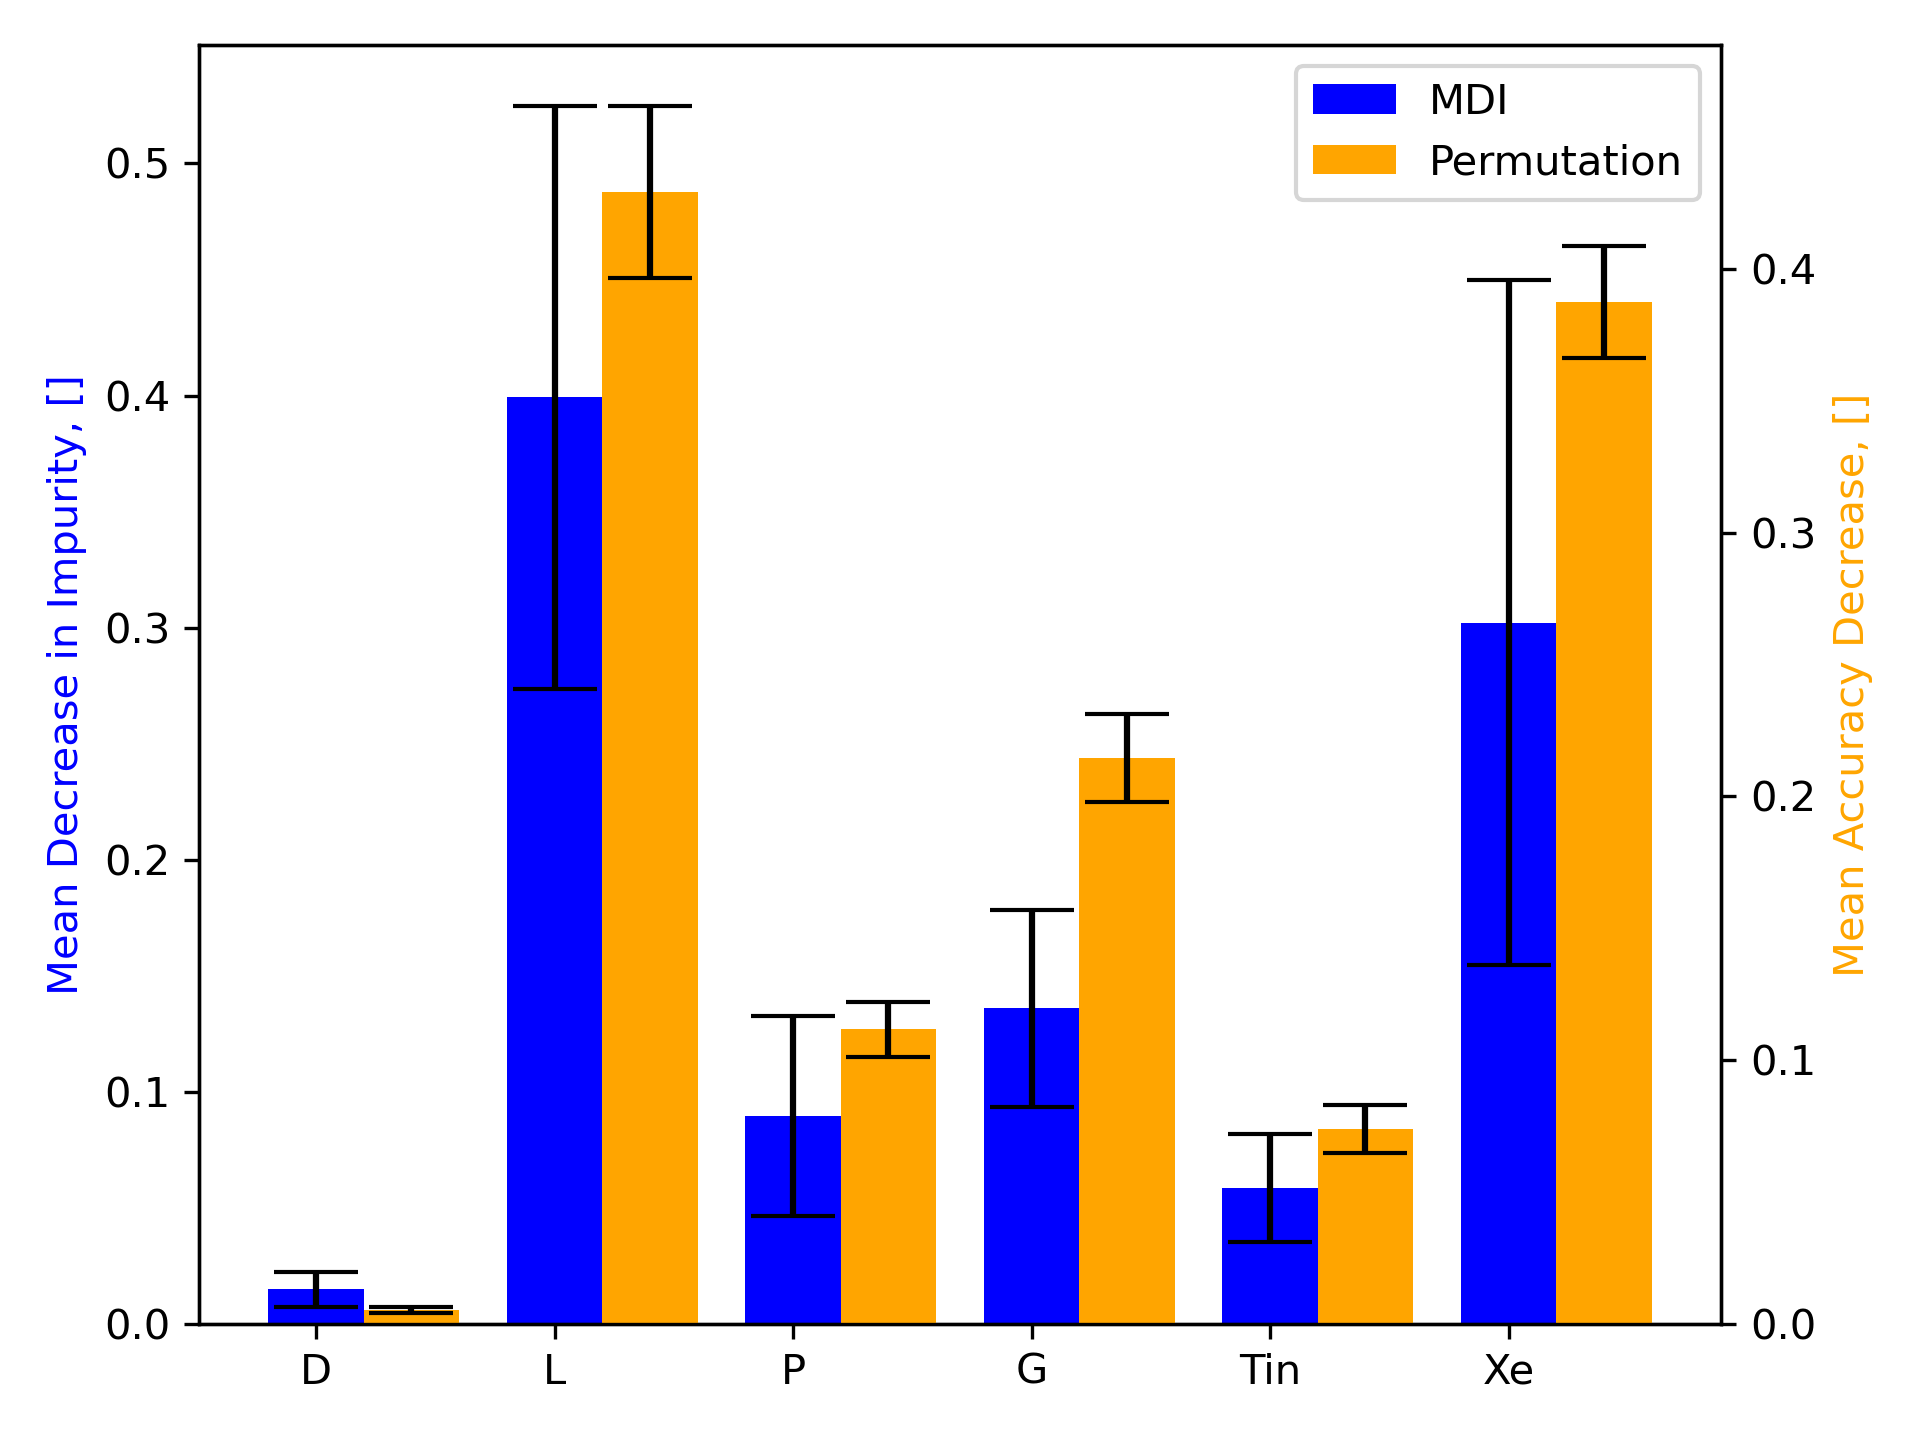 MDI
Permutation
Mean Decrease in Impurity, []
0.5
0.4
0.3
0.2
0.1
0.0
0.4
0.3
0.2
0.1
0.0
Mean Accuracy Decrease, []
D L P G Tin Xe